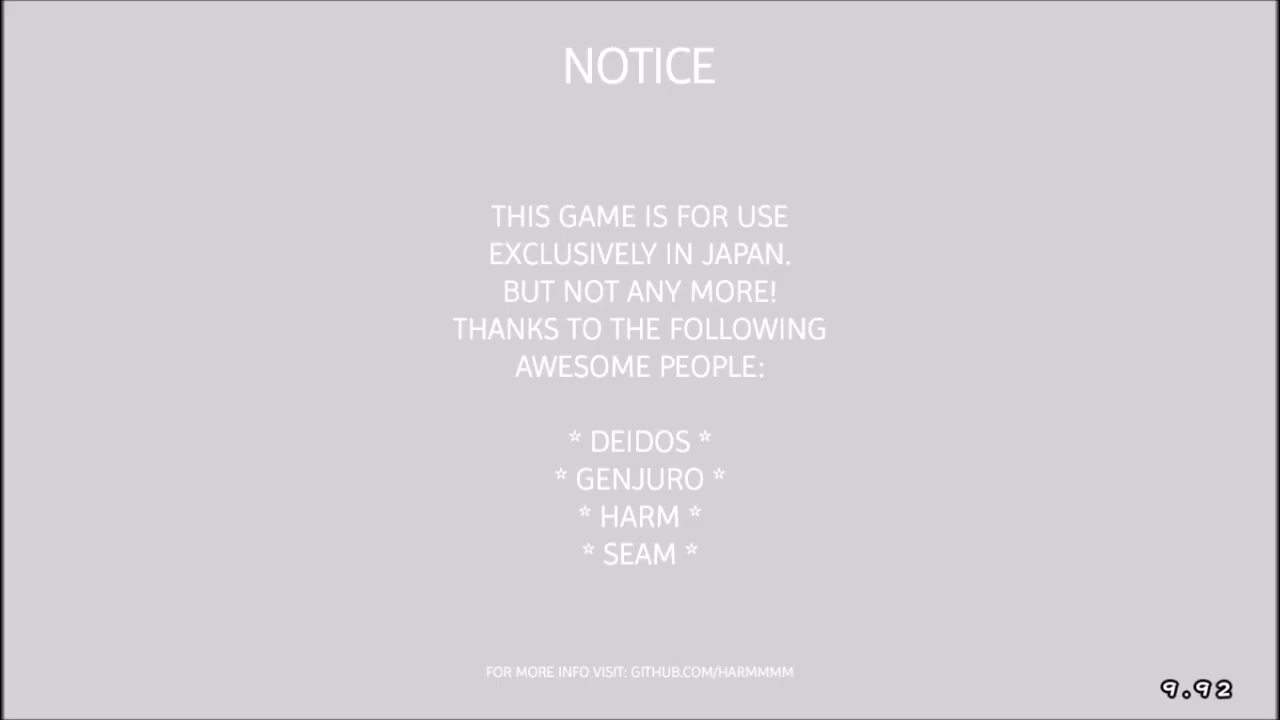 NOTICE
THIS GAME IS FOR USE
EXCLUSIVELY IN JAPAN.
BUT NOT ANY MORE!
THANKS TO THE FOLLOWING
AWESOME PEOPLE:
* DEIDOS *
* GENJURO *
* HARM *
* SEAM *
FOR MORE INFO VISIT: GITHUB.COM/HARMMMM
9.92